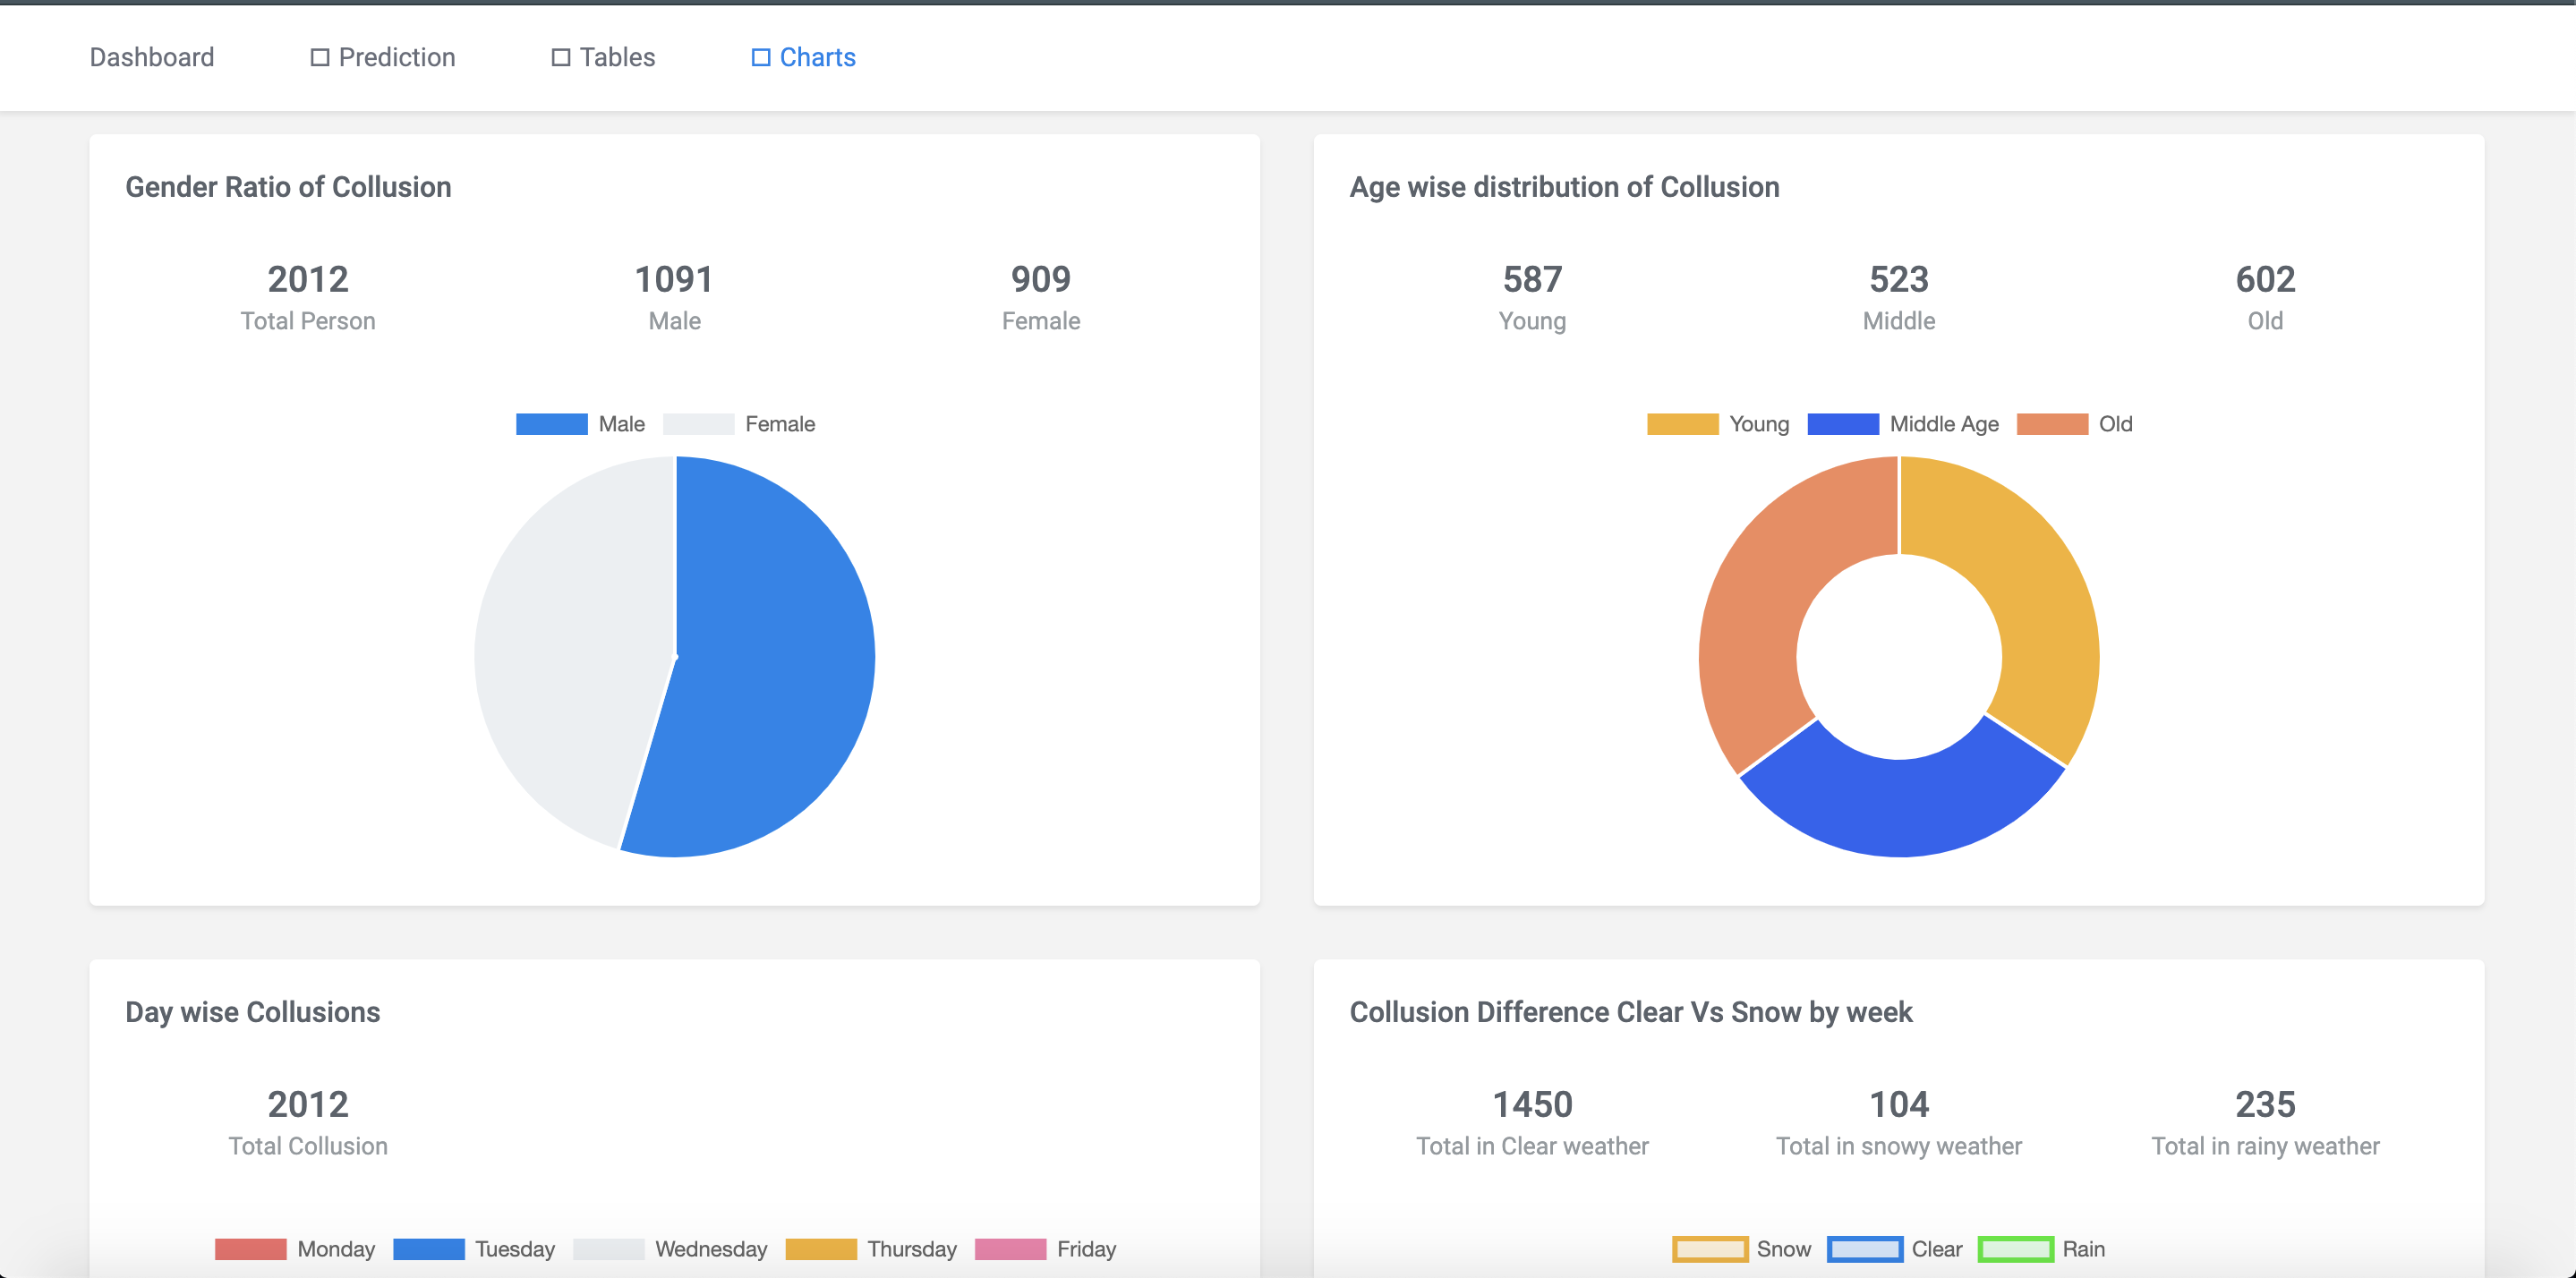 Dashboard Prediction Tables Charts
Gender Ratio of Collusion
2012 1091 909
Total Person Male Female
Male Female
Age wise distribution of Collusion
587 523 602
Young Middle Old
Young Middle Age Old
Day wise Collusions
2012
Total Collusion
Monday Tuesday Wednesday Thursday Friday
Collusion Difference Clear Vs Snow by week
1450 104 235
Total in Clear weather Total in snowy weather Total in rainy weather
Snow Clear Rain